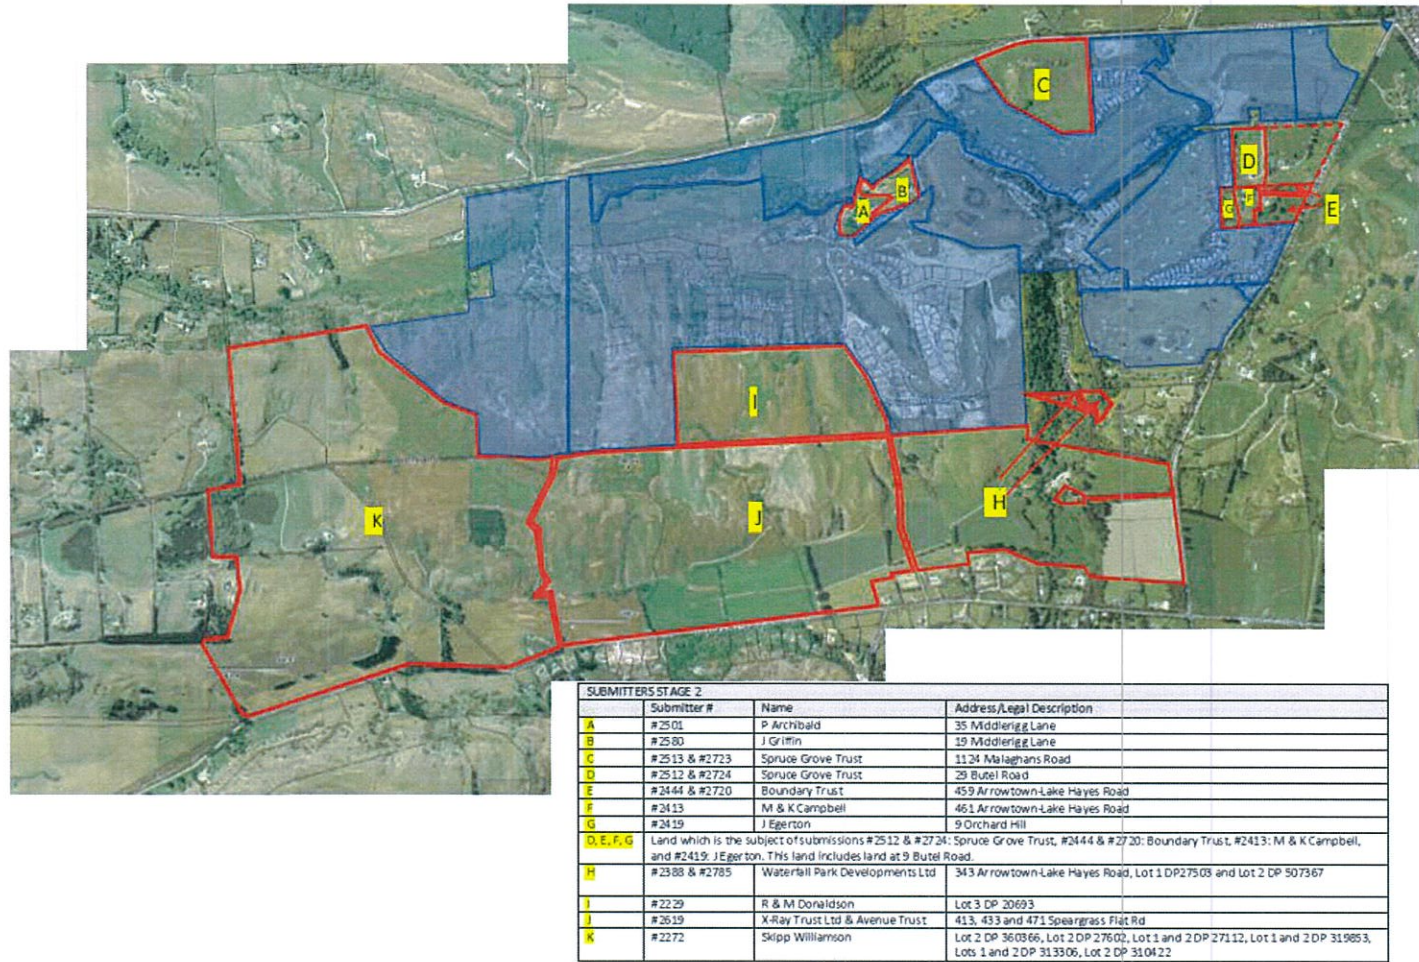 C
B
A
D
F
G
E
I
K
J
H
SUBMITTERS STAGE 2
Submitter # Name Address/Legal Description
A #2501 P Archibald 35 Middlerigg Lane
B #2580 J Griffin 19 Middlerigg Lane
C #2513 & #2723 Spruce Grove Trust 1124 Malaghans Road
D #2512 & #2724 Spruce Grove Trust 29 Butel Road
E #2444 & #2720 Boundary Trust 459 Arrowtown-Lake Hayes Road
F #2413 M & K Campbell 461 Arrowtown-Lake Hayes Road
G #2419 J Egerton 9 Orchard Hill
D, E, F, G Land which is the subject of submissions #2512 & #2724: Spruce Grove Trust, #2444 & #2720: Boundary Trust, #2413: M & K Campbell,
and #2419: J Egerton. This land includes land at 9 Butel Road.
H #2388 & #2785 Waterfall Park Developments Ltd 343 Arrowtown-Lake Hayes Road, Lot 1 DP27503 and Lot 2 DP 507367
I #2229 R & M Donaldson Lot 3 DP 20693
J #2619 X-Ray Trust Ltd & Avenue Trust 413, 433 and 471 Speargrass Flat Rd
K #2272 Skipp Williamson Lot 2 DP 360366, Lot 2 DP 27602, Lot 1 and 2 DP 27112, Lot 1 and 2 DP 319853,
Lots 1 and 2 DP 313306, Lot 2 DP 310422